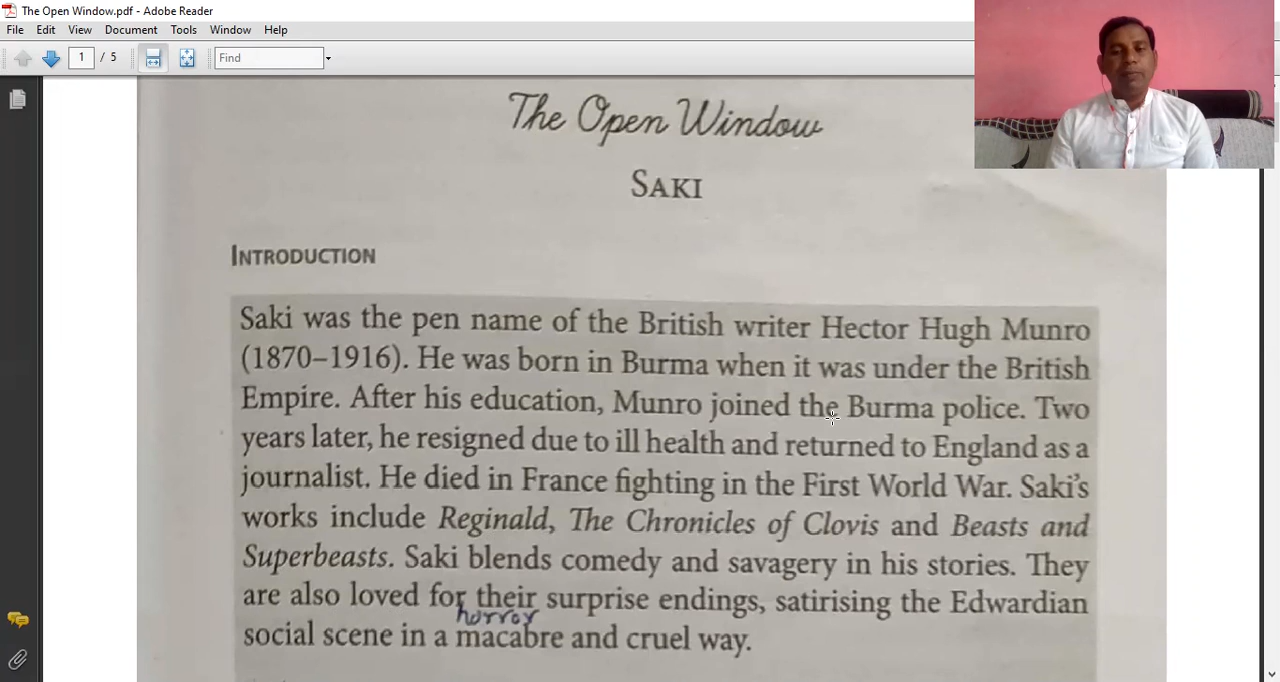 The Open Window.pdf - Adobe Reader
File Edit View Document Tools Window Help
1 / 5 Find
The Open Window
SAKI
INTRODUCTION
Saki was the pen name of the British writer Hector Hugh Munro
(1870–1916). He was born in Burma when it was under the British
Empire. After his education, Munro joined the Burma police. Two
years later, he resigned due to ill health and returned to England as a
journalist. He died in France fighting in the First World War. Saki's
works include Reginald, The Chronicles of Clovis and Beasts and
Superbeasts. Saki blends comedy and savagery in his stories. They
are also loved for their surprise endings, satirising the Edwardian
horror
social scene in a macabre and cruel way.